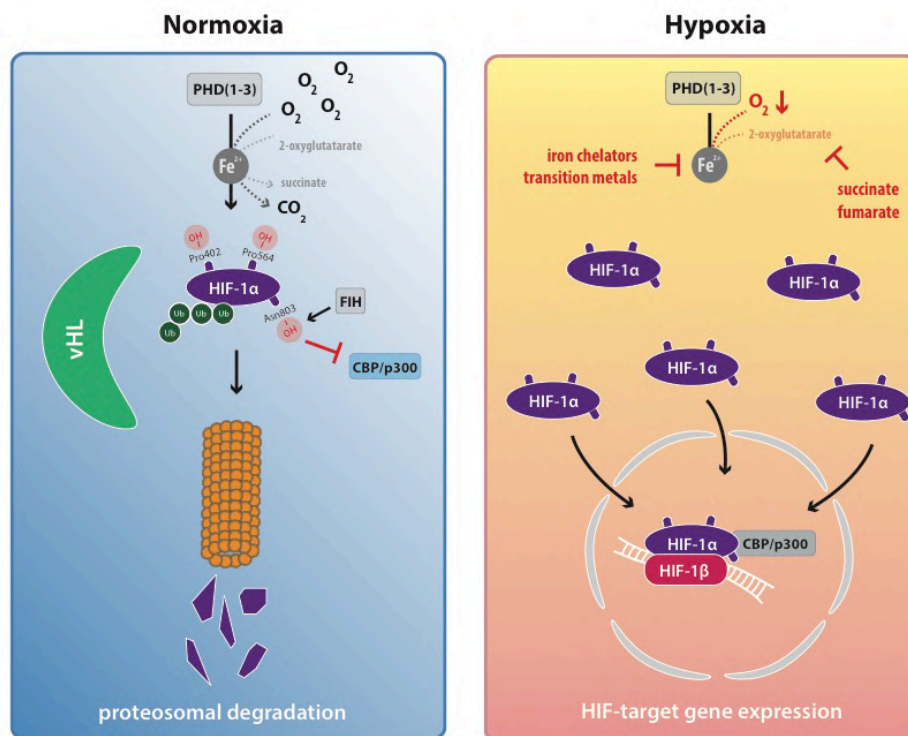 Normoxia
PHD(1-3)
O2
O2
O2
O2
O2
2-oxyglutatarate
Fe2+
succinate
CO2
OH
OH
Pro402
Pro564
HIF-1α
vHL
Ub
Ub
Ub
Ub
Asn803
OH
FIH
CBP/p300
proteosomal degradation
Hypoxia
PHD(1-3)
O2
2-oxyglutatarate
Fe2+
iron chelators
transition metals
succinate
fumarate
HIF-1α
HIF-1α
HIF-1α
HIF-1α
HIF-1α
HIF-1α
CBP/p300
HIF-1β
HIF-target gene expression